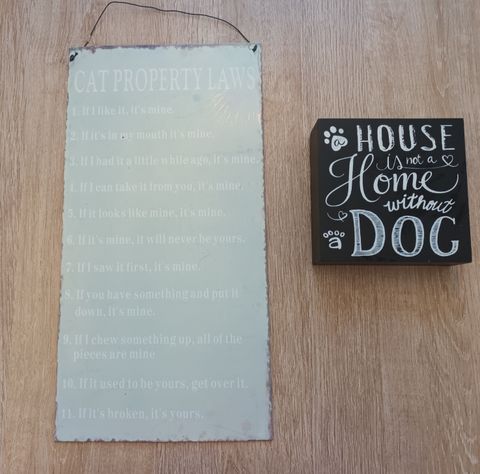 CAT PROPERTY LAWS
1. If I like it, it's mine.
2. If it's in my mouth it's mine.
3. If I had it a little while ago, it's mine.
4. If I can take it from you, it's mine.
5. If it looks like mine, it's mine.
6. If it's mine, it will never be yours.
7. If I saw it first, it's mine.
8. If you have something and put it
down, it's mine.
9. If I chew something up, all of the
pieces are mine
10. If it used to be yours, get over it.
11. If it's broken, it's yours.
a HOUSE
is not a
Home
without
a DOG